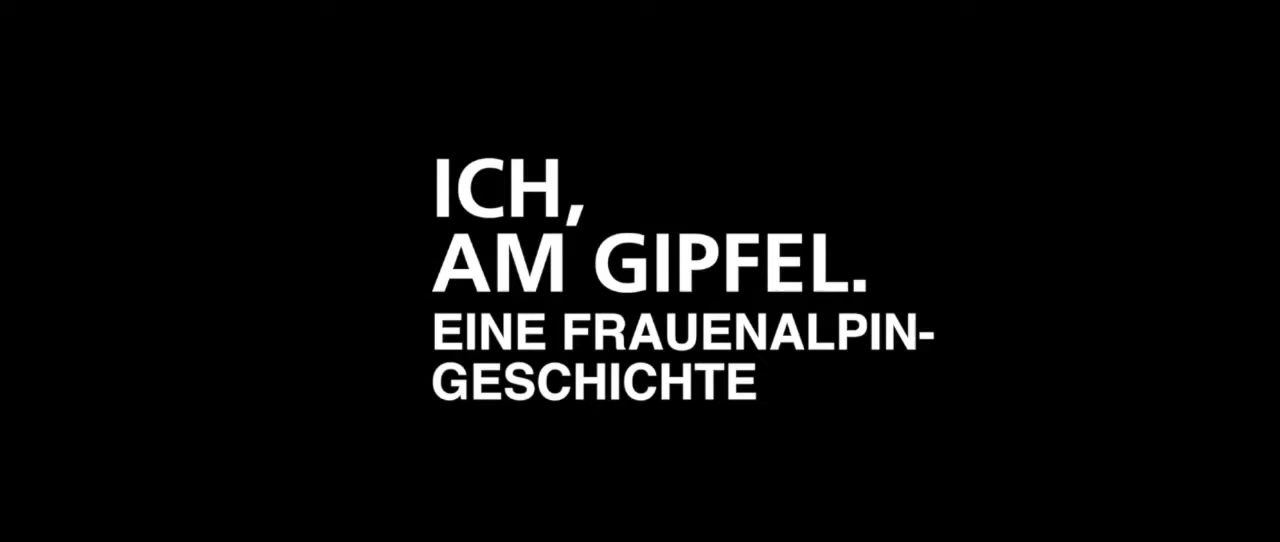 ICH,
AM GIPFEL.
EINE FRAUENALPIN-
GESCHICHTE